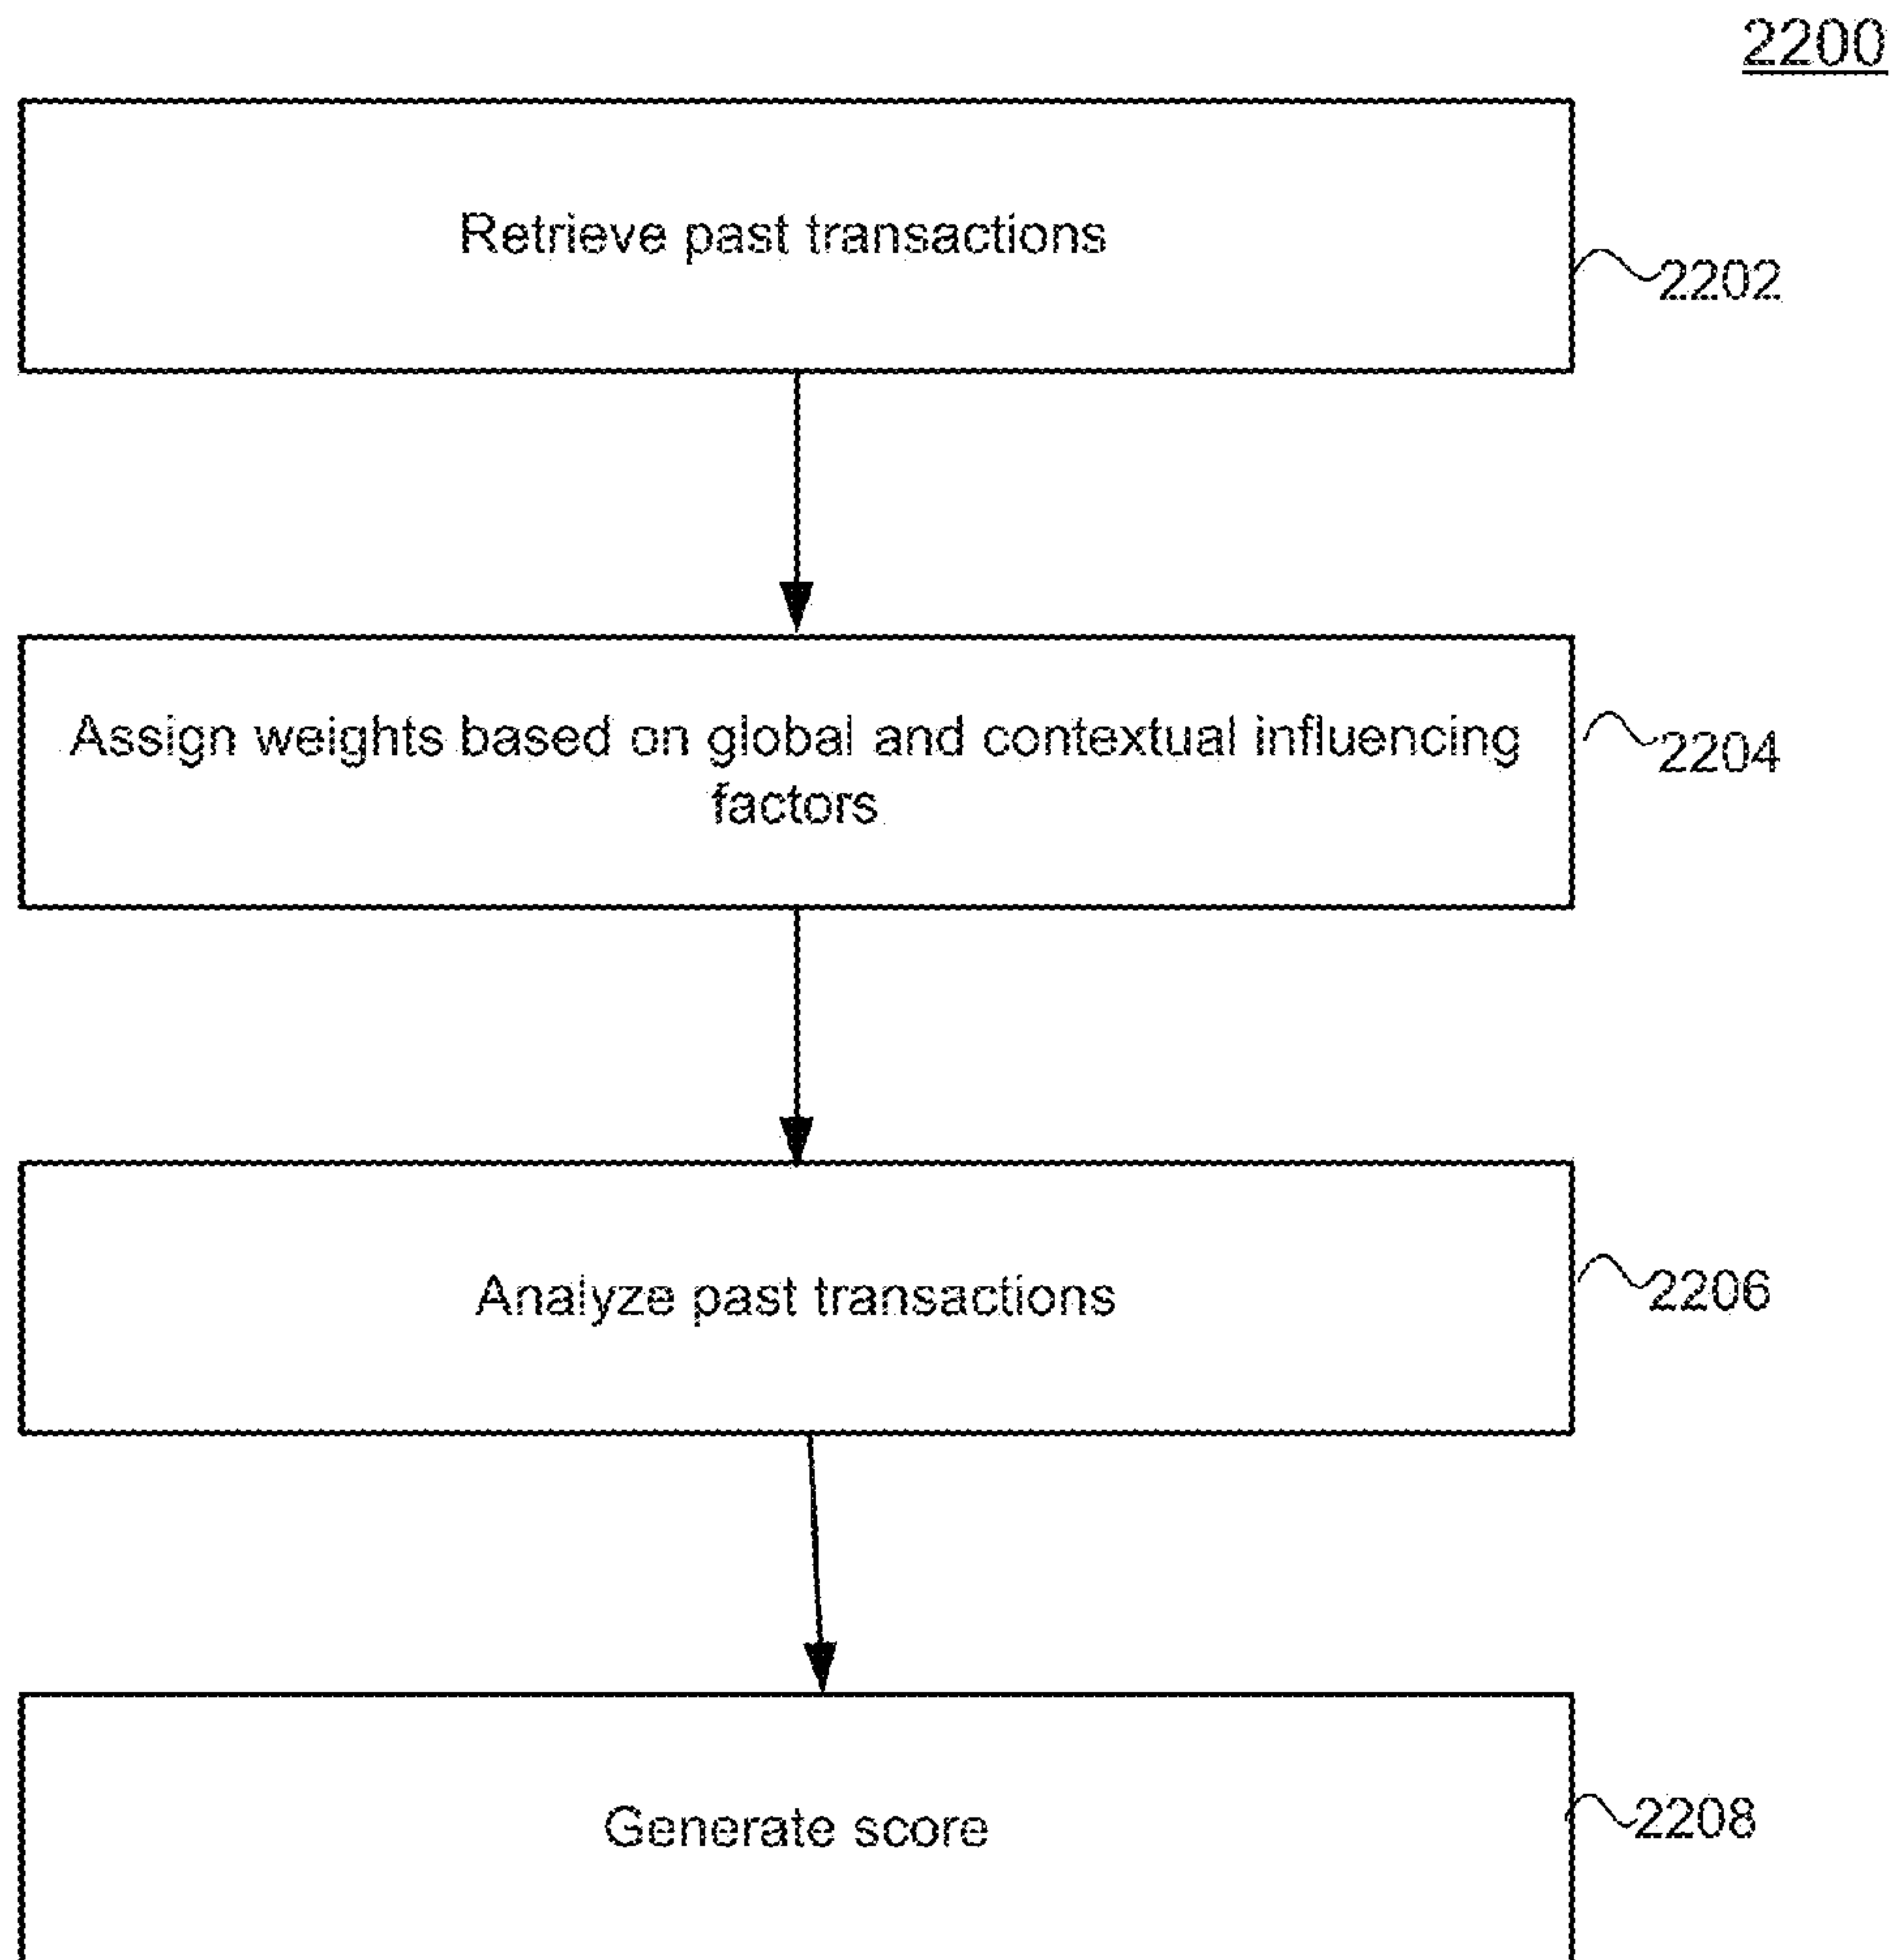 2200
Retrieve past transactions
2202
Assign weights based on global and contextual influencing
factors
2204
Analyze past transactions
2206
Generate score
2208